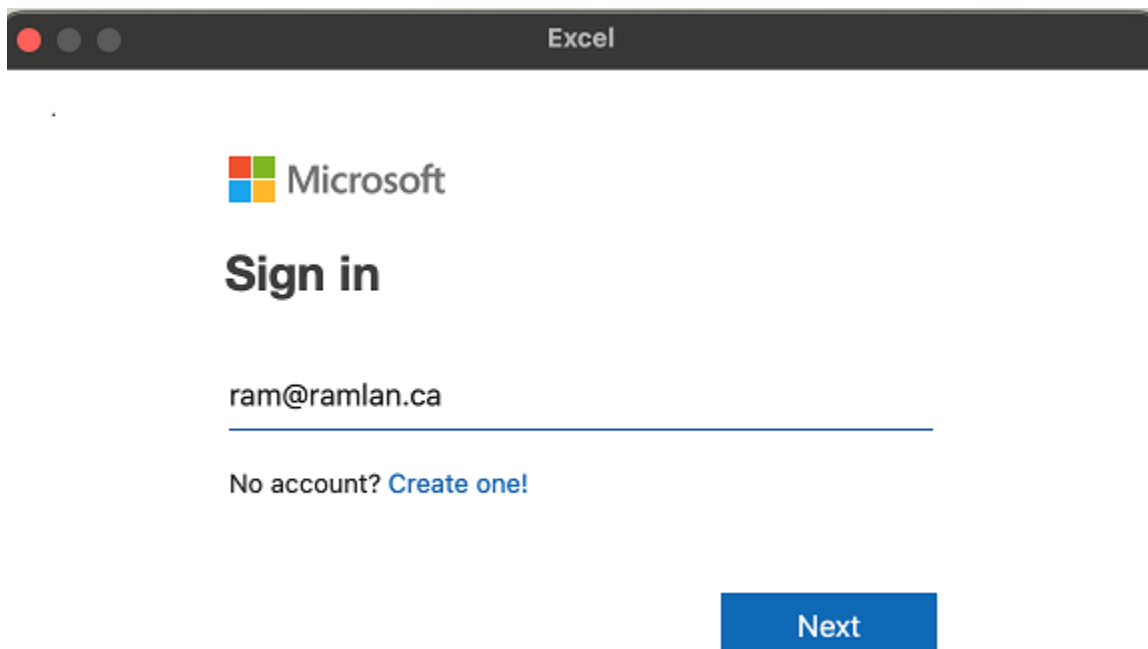 Excel
Microsoft
Sign in
ram@ramlan.ca
No account? Create one!
Next